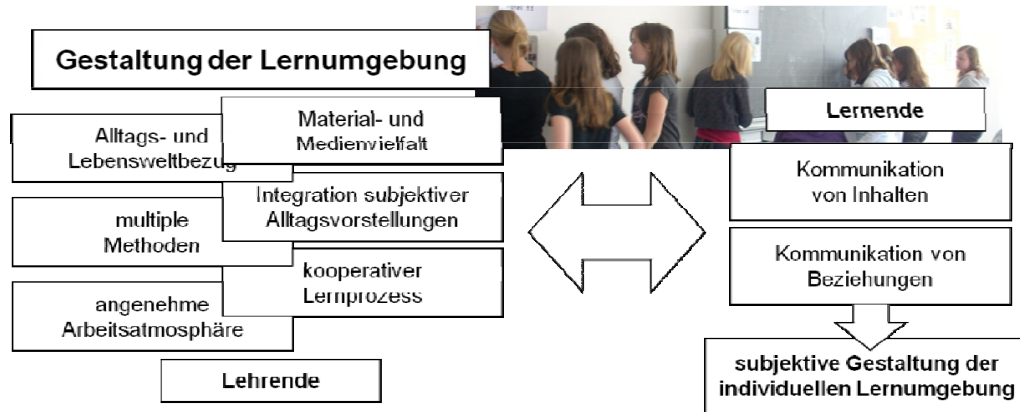 Gestaltung der Lernumgebung
Alltags- und
Lebensweltbezug
Material- und
Medienvielfalt
multiple
Methoden
Integration subjektiver
Alltagsvorstellungen
angenehme
Arbeitsatmosphäre
kooperativer
Lernprozess
Lehrende
Lernende
Kommunikation
von Inhalten
Kommunikation von
Beziehungen
subjektive Gestaltung der
individuellen Lernumgebung